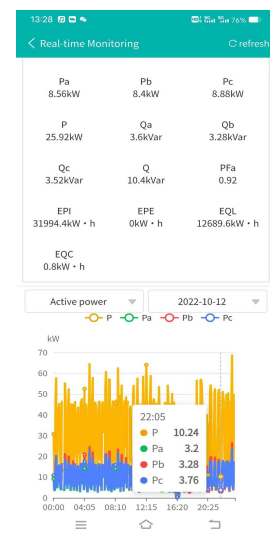 13:28 76%
Real-time Monitoring refresh
Pa Pb Pc
8.56kW 8.4kW 8.88kW
P Qa Qb
25.92kW 3.6kVar 3.28kVar
Qc Q PFa
3.52kVar 10.4kVar 0.92
EPI EPE EQL
31994.4kW·h 0kW·h 12689.6kW·h
EQC
0.8kW·h
Active power 2022-10-12
P Pa Pb Pc
kW
70
60
50
40
30
20
10
0
22:05
P 10.24
Pa 3.2
Pb 3.28
Pc 3.76
00:00 04:05 08:10 12:15 16:20 20:25